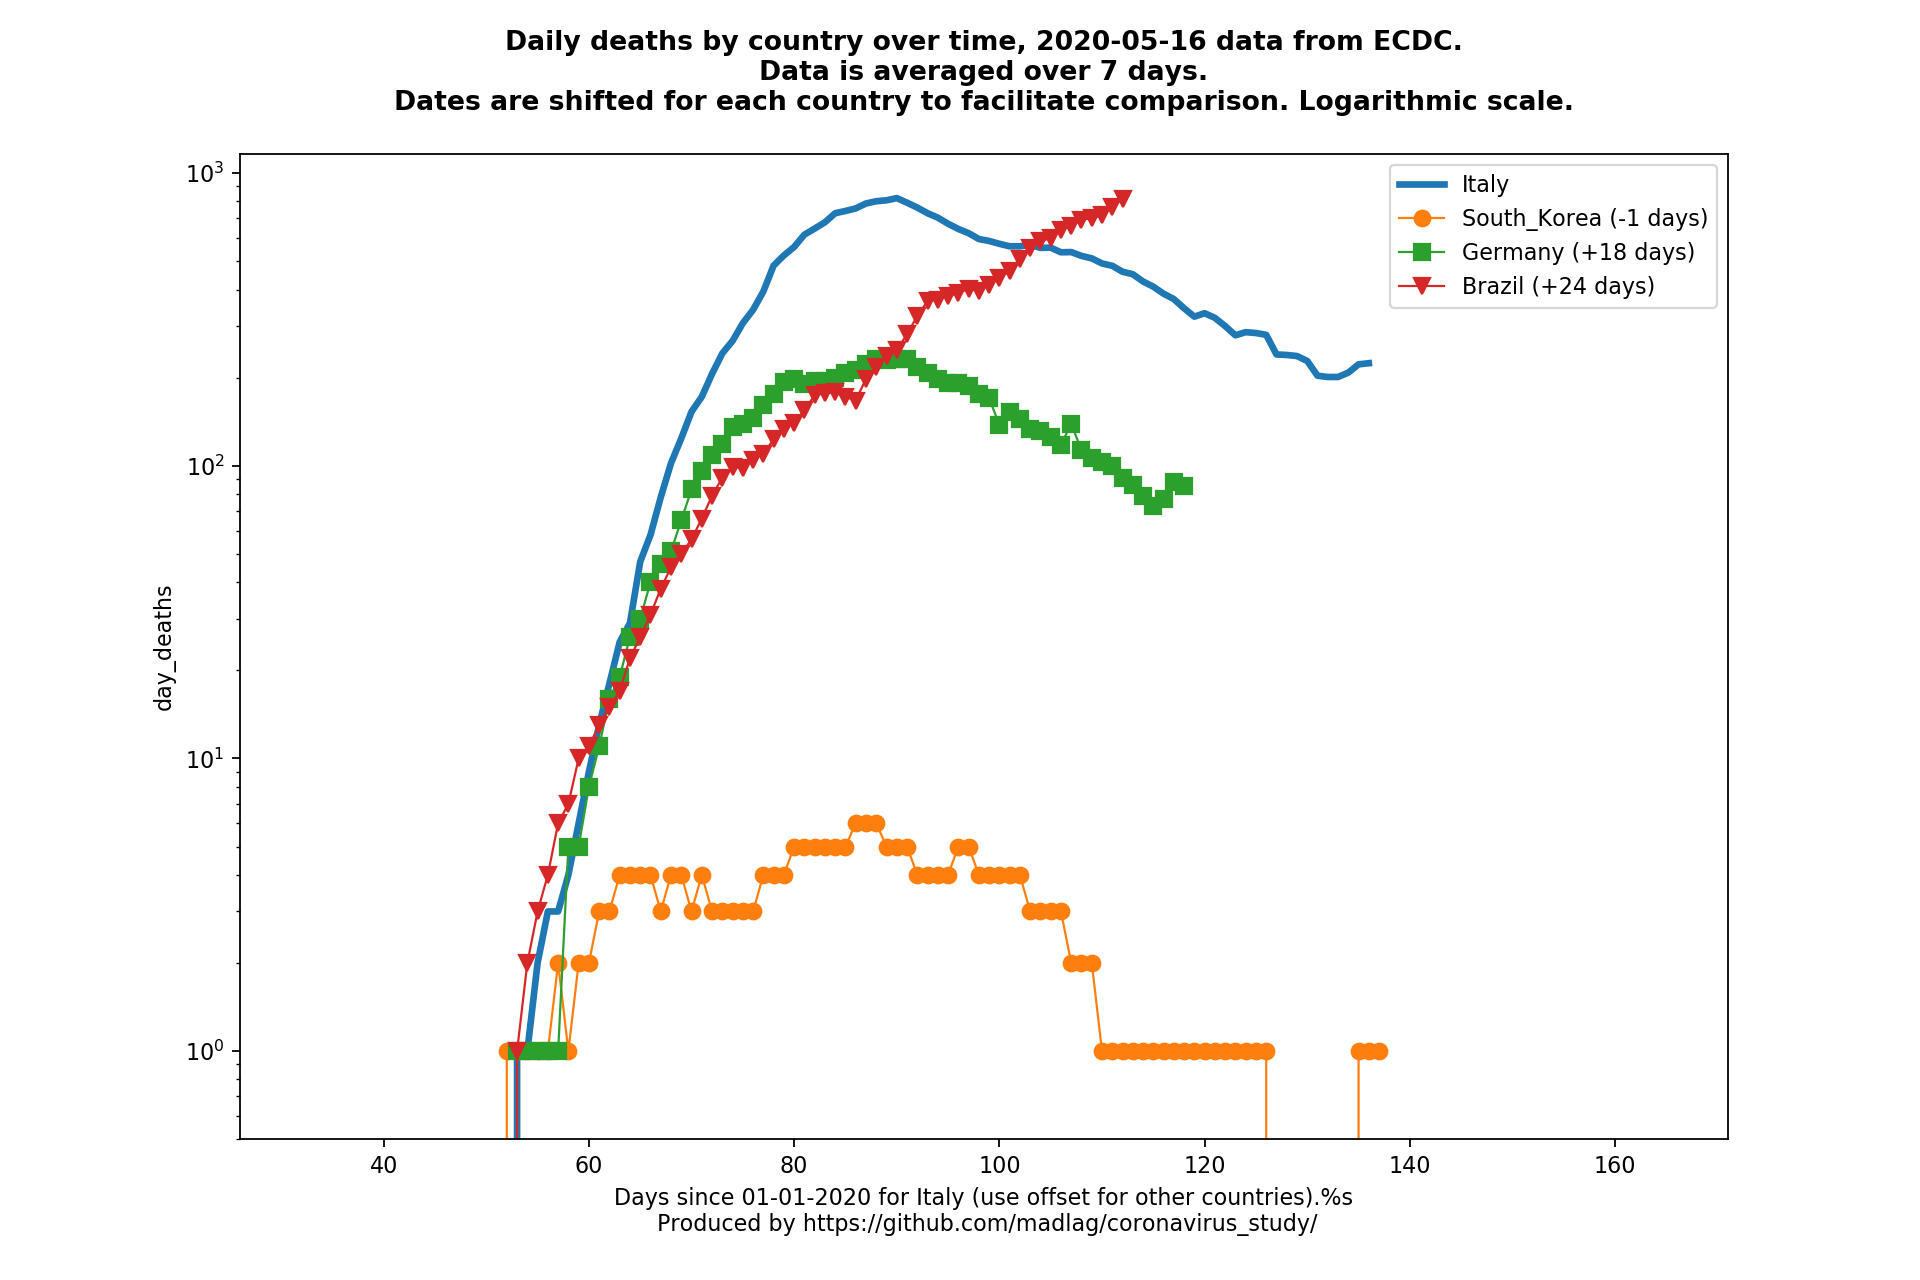 Daily deaths by country over time, 2020-05-16 data from ECDC.
Data is averaged over 7 days.
Dates are shifted for each country to facilitate comparison. Logarithmic scale.
10³
10²
10¹
10⁰
day_deaths
Italy
South_Korea (-1 days)
Germany (+18 days)
Brazil (+24 days)
40 60 80 100 120 140 160
Days since 01-01-2020 for Italy (use offset for other countries).%s
Produced by https://github.com/madlag/coronavirus_study/